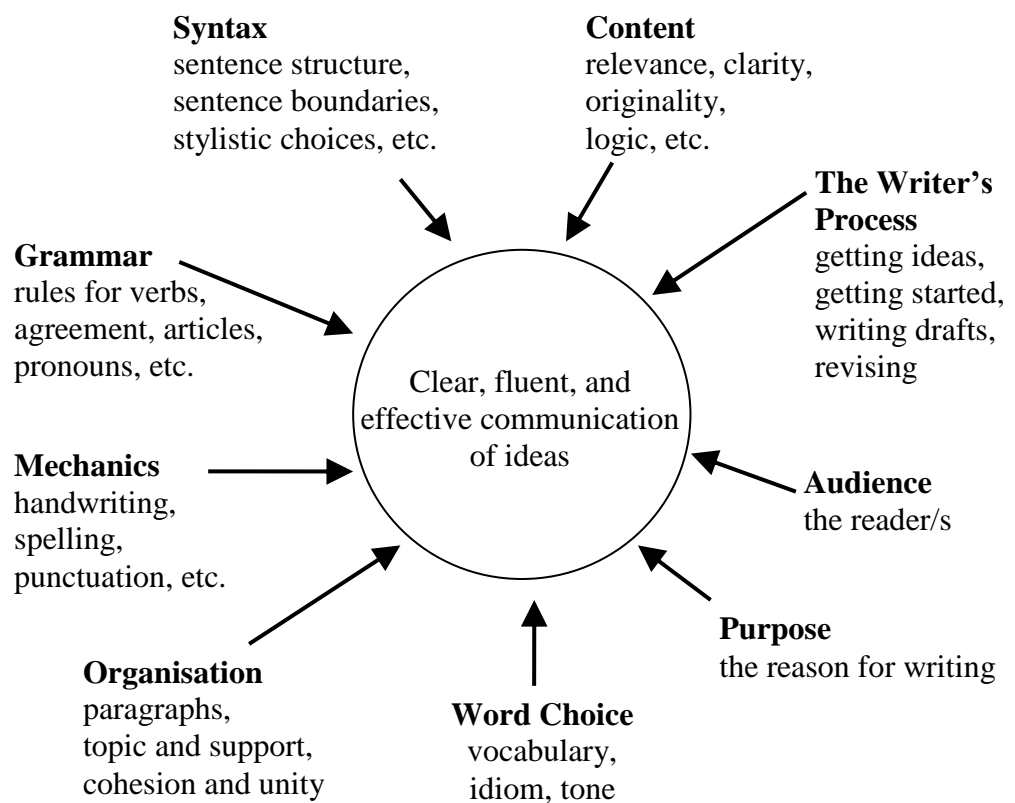 Syntax
sentence structure,
sentence boundaries,
stylistic choices, etc.
Content
relevance, clarity,
originality,
logic, etc.
The Writer’s
Process
getting ideas,
getting started,
writing drafts,
revising
Grammar
rules for verbs,
agreement, articles,
pronouns, etc.
Clear, fluent, and
effective communication
of ideas
Mechanics
handwriting,
spelling,
punctuation, etc.
Audience
the reader/s
Purpose
the reason for writing
Organisation
paragraphs,
topic and support,
cohesion and unity
Word Choice
vocabulary,
idiom, tone